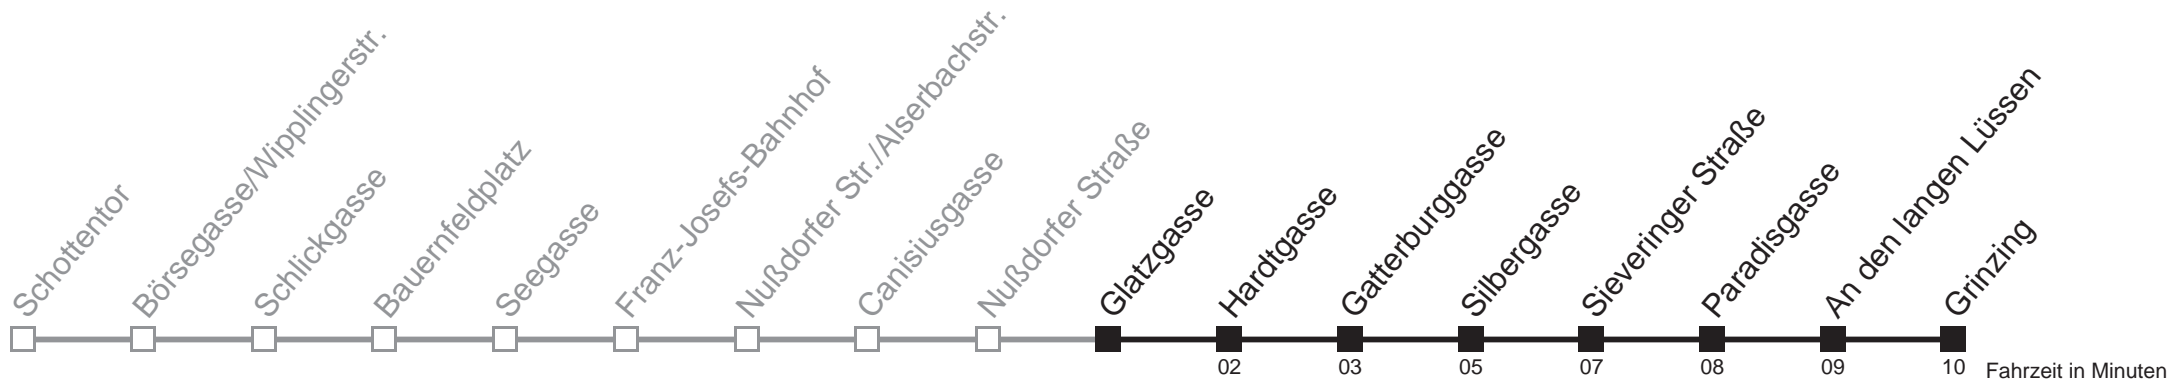 Schottentor
Börsegasse/Wipplingerstr.
Schlickgasse
Bauernfeldplatz
Seegasse
Franz-Josefs-Bahnhof
Nußdorfer Str./Alserbachstr.
Canisiusgasse
Nußdorfer Straße
Glatzgasse
Hardtgasse
Gatterburggasse
Silbergasse
Sieveringer Straße
Paradisgasse
An den langen Lüssen
Grinzing
02 03 05 07 08 09 10 Fahrzeit in Minuten